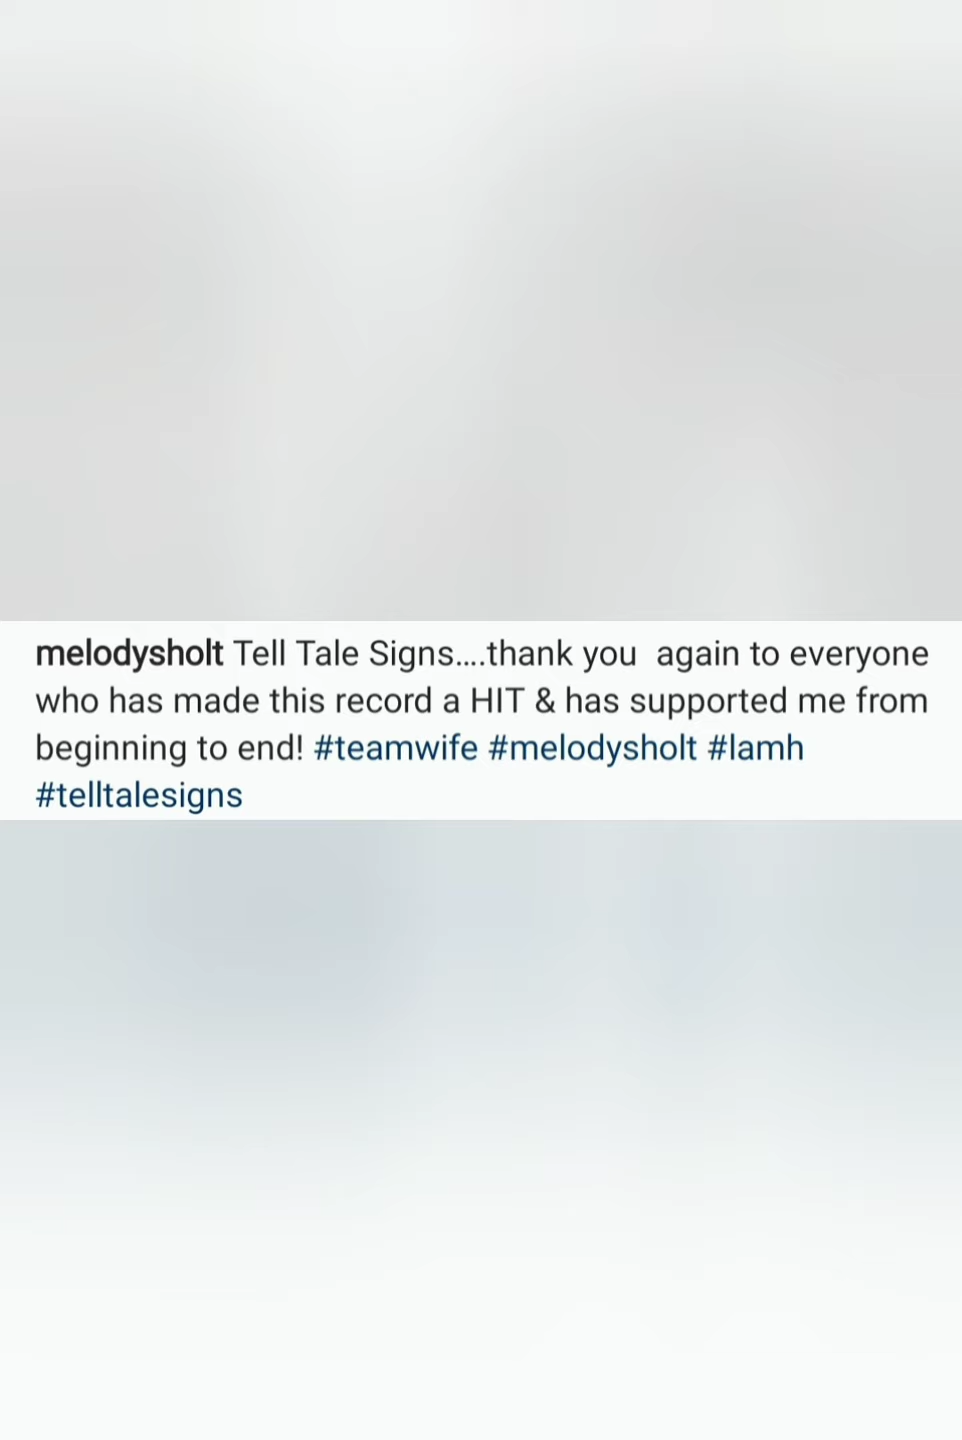 melodysholt Tell Tale Signs....thank you  again to everyone
who has made this record a HIT & has supported me from
beginning to end! #teamwife #melodysholt #lamh
#telltalesigns